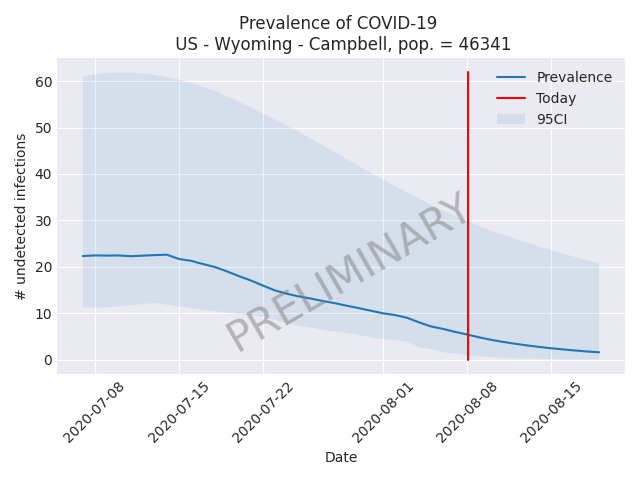 Prevalence of COVID-19
US - Wyoming - Campbell, pop. = 46341
# undetected infections
60
50
40
30
20
10
0
Prevalence
Today
95CI
PRELIMINARY
2020-07-08
2020-07-15
2020-07-22
2020-08-01
2020-08-08
2020-08-15
Date